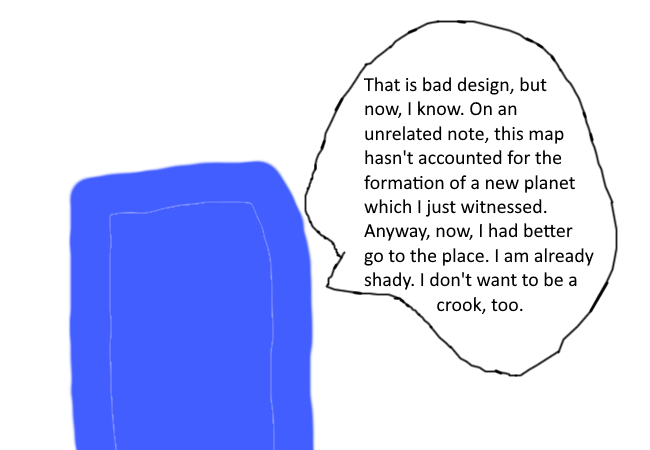 That is bad design, but
now, I know. On an
unrelated note, this map
hasn't accounted for the
formation of a new planet
which I just witnessed.
Anyway, now, I had better
go to the place. I am already
shady. I don't want to be a
crook, too.